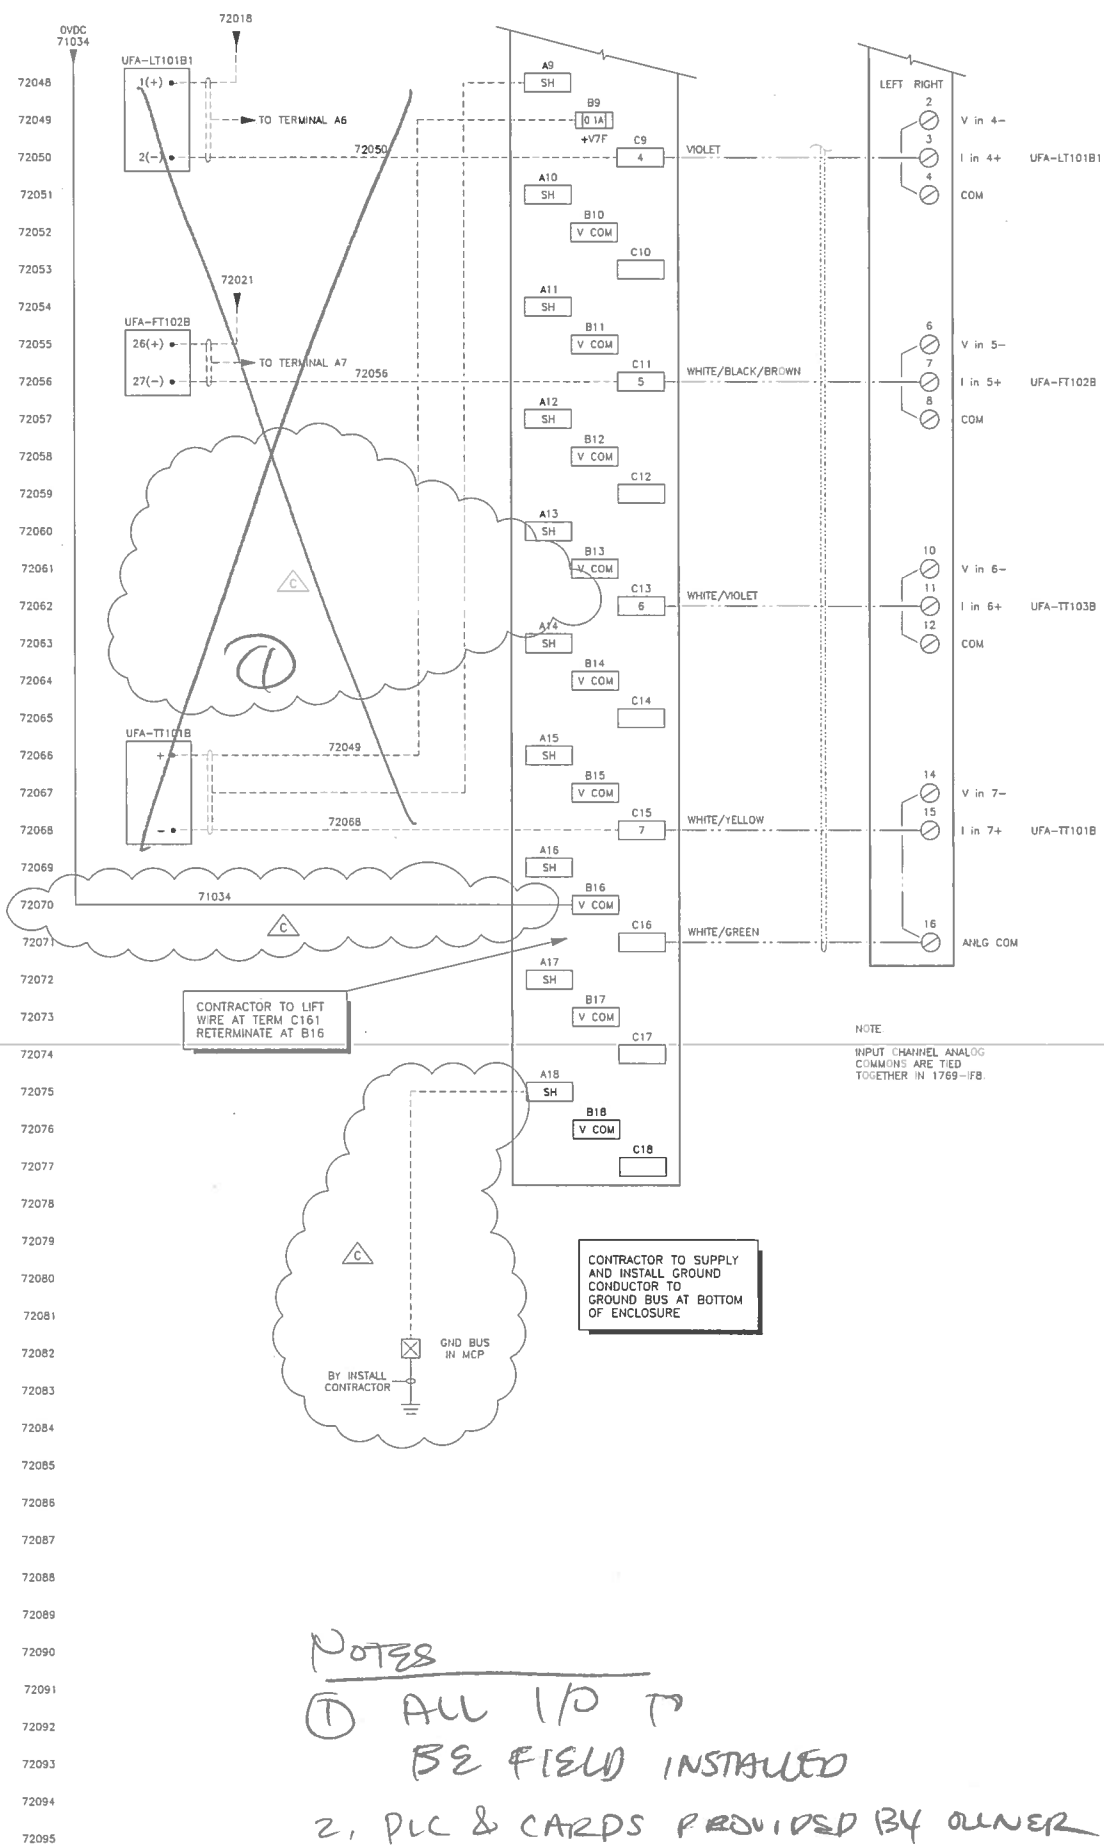 72018
0VDC
71034
UFA-LT101B1
72048
1(+)
A9
SH
LEFT RIGHT
2
72049
TO TERMINAL A6
B9
0 1A
+V7F
V in 4-
3
72050
2(-)
72050
C9
4
VIOLET
I in 4+
UFA-LT101B1
4
72051
A10
SH
COM
72052
B10
V COM
72053
C10
72021
72054
A11
SH
UFA-FT102B
6
72055
26(+)
B11
V COM
V in 5-
TO TERMINAL A7
7
72056
27(-)
72056
C11
5
WHITE/BLACK/BROWN
I in 5+
UFA-FT102B
8
72057
A12
SH
COM
72058
B12
V COM
72059
C12
72060
A13
SH
10
72061
C
B13
V COM
V in 6-
11
72062
C13
6
WHITE/VIOLET
I in 6+
UFA-TT103B
12
72063
A14
SH
COM
1
72064
B14
V COM
72065
C14
UFA-TT101B
72066
+
72049
A15
SH
14
72067
B15
V COM
V in 7-
15
72068
-
72068
C15
7
WHITE/YELLOW
I in 7+
UFA-TT101B
72069
A16
SH
72070
71034
B16
V COM
16
72071
C
C16
WHITE/GREEN
ANLG COM
72072
A17
SH
CONTRACTOR TO LIFT
WIRE AT TERM C161
RETERMINATE AT B16
72073
B17
V COM
NOTE
72074
C17
INPUT CHANNEL ANALOG
COMMONS ARE TIED
TOGETHER IN 1769-IF8.
72075
A18
SH
72076
B18
V COM
72077
C18
72078
72079
C
CONTRACTOR TO SUPPLY
AND INSTALL GROUND
CONDUCTOR TO
GROUND BUS AT BOTTOM
OF ENCLOSURE
72080
72081
72082
GND BUS
IN MCP
72083
BY INSTALL
CONTRACTOR
72084
72085
72086
72087
72088
72089
72090
NOTES
72091
1 ALL I/O TO
72092
72093
BE FIELD INSTALLED
72094
72095
2. PLC & CARDS PROVIDED BY OWNER